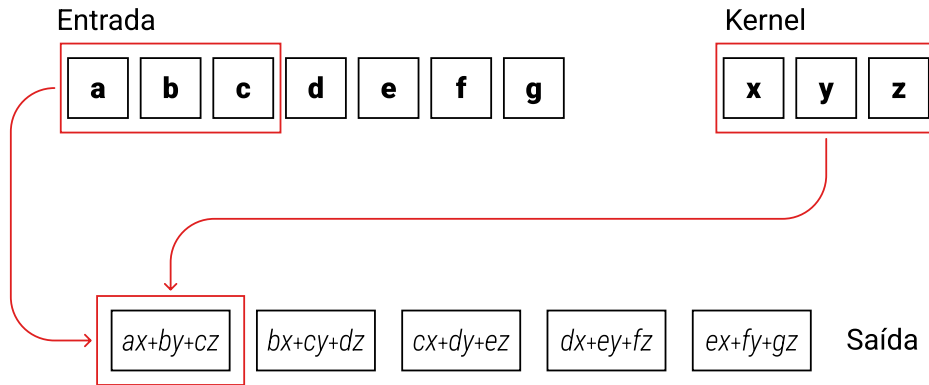 Entrada Kernel
a b c d e f g x y z
ax+by+cz bx+cy+dz cx+dy+ez dx+ey+fz ex+fy+gz Saída